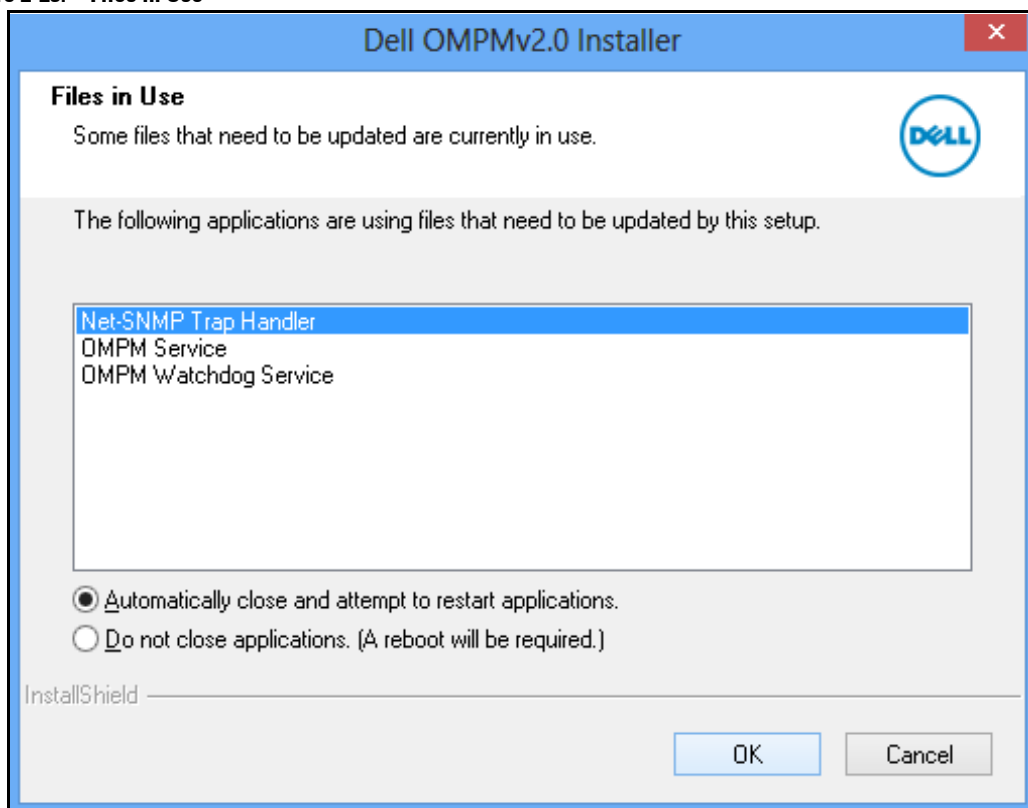 Files in Use
Dell OMPMv2.0 Installer
Files in Use
Some files that need to be updated are currently in use.
DELL
The following applications are using files that need to be updated by this setup.
Net-SNMP Trap Handler
OMPM Service
OMPM Watchdog Service
Automatically close and attempt to restart applications.
Do not close applications. (A reboot will be required.)
InstallShield
OK
Cancel